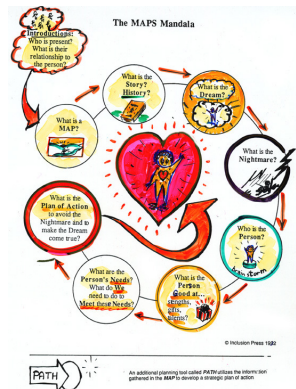 The MAPS Mandala
Introductions:
Who is present?
What is their
relationship to
the person?
What is a
MAP?
What is the
Story?
History?
What is the
Dream?
What is the
Nightmare?
Who is the
Person?
brain storm
What is the
Person
Good at...
strengths,
gifts,
talents?
What are the
Person's Needs?
What do We
need to do to
Meet these Needs?
What is the
Plan of Action
to avoid the
Nightmare and to
make the Dream
come true?
© Inclusion Press 1992
PATH
An additional planning tool called PATH utilizes the information
gathered in the MAP to develop a strategic plan of action.